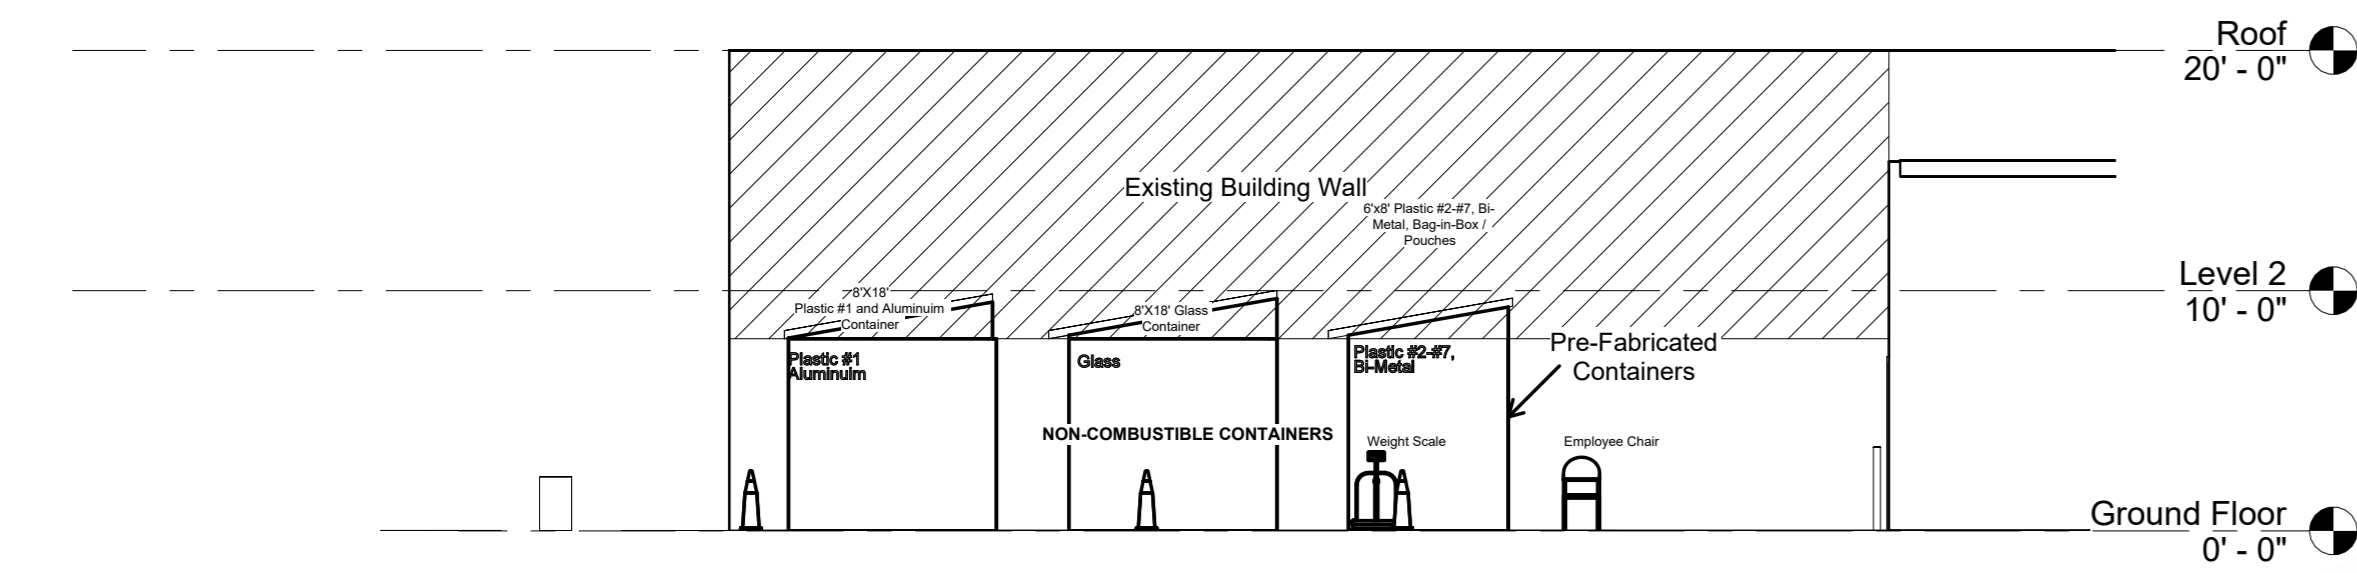 Roof
20' - 0"
Existing Building Wall
6'x8' Plastic #2-#7, Bi-
Metal, Bag-in-Box /
Pouches
Level 2
10' - 0"
8'X18'
Plastic #1 and Aluminuim
Container
8'X18' Glass
Container
Plastic #1
Aluminuim
Glass
Plastic #2-#7,
Bi-Metal
Pre-Fabricated
Containers
NON-COMBUSTIBLE CONTAINERS
Weight Scale
Employee Chair
Ground Floor
0' - 0"